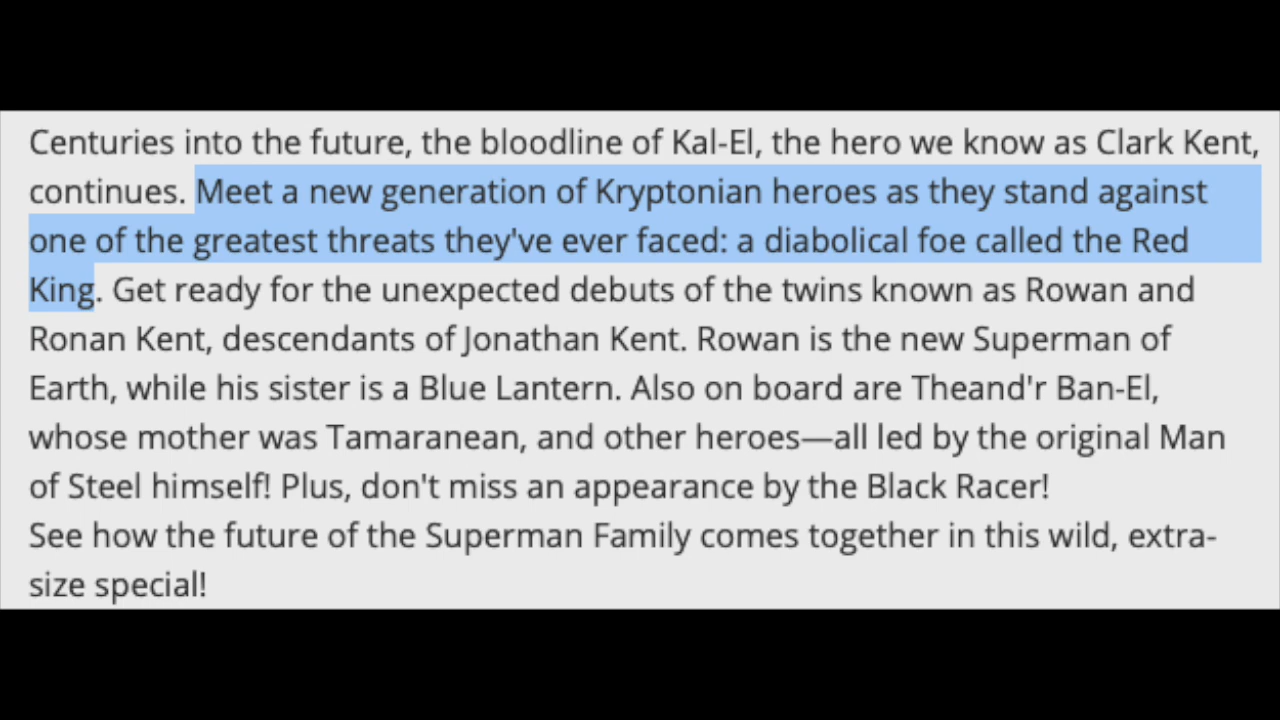 Centuries into the future, the bloodline of Kal-El, the hero we know as Clark Kent,
continues. Meet a new generation of Kryptonian heroes as they stand against
one of the greatest threats they've ever faced: a diabolical foe called the Red
King. Get ready for the unexpected debuts of the twins known as Rowan and
Ronan Kent, descendants of Jonathan Kent. Rowan is the new Superman of
Earth, while his sister is a Blue Lantern. Also on board are Theand'r Ban-El,
whose mother was Tamaranean, and other heroes—all led by the original Man
of Steel himself! Plus, don't miss an appearance by the Black Racer!
See how the future of the Superman Family comes together in this wild, extra-
size special!